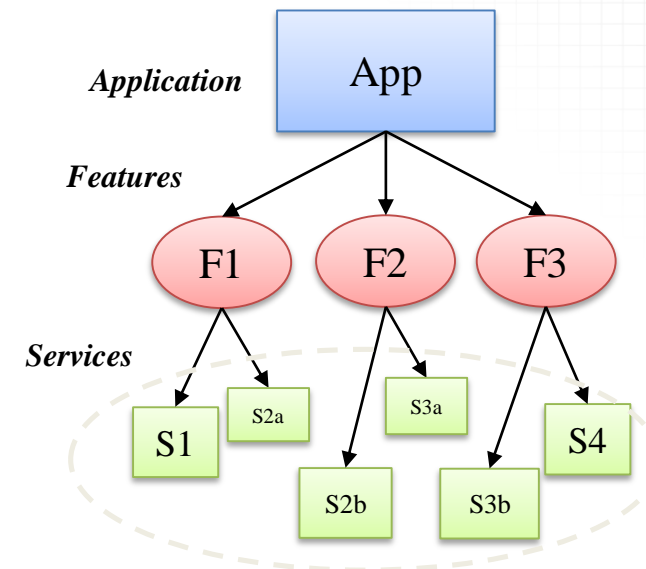 Application
App
Features
F1
F2
F3
Services
S1
S2a
S3a
S4
S2b
S3b